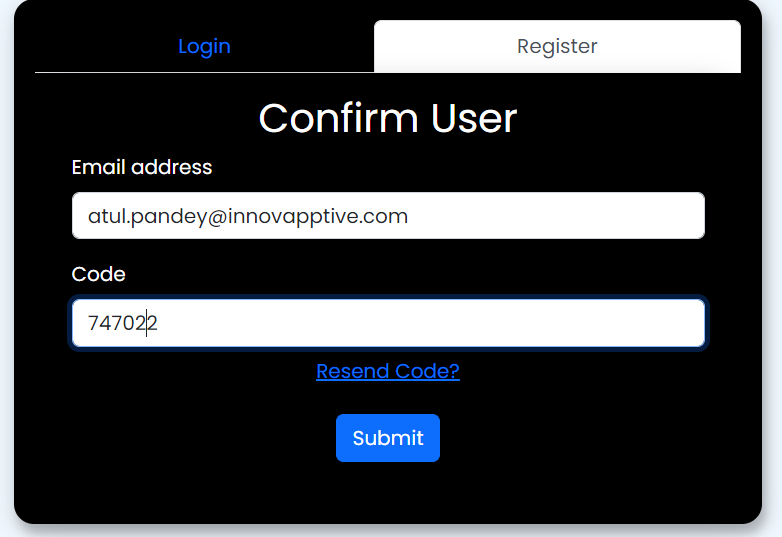 Login
Register
Confirm User
Email address
atul.pandey@innovapptive.com
Code
747022
Resend Code?
Submit